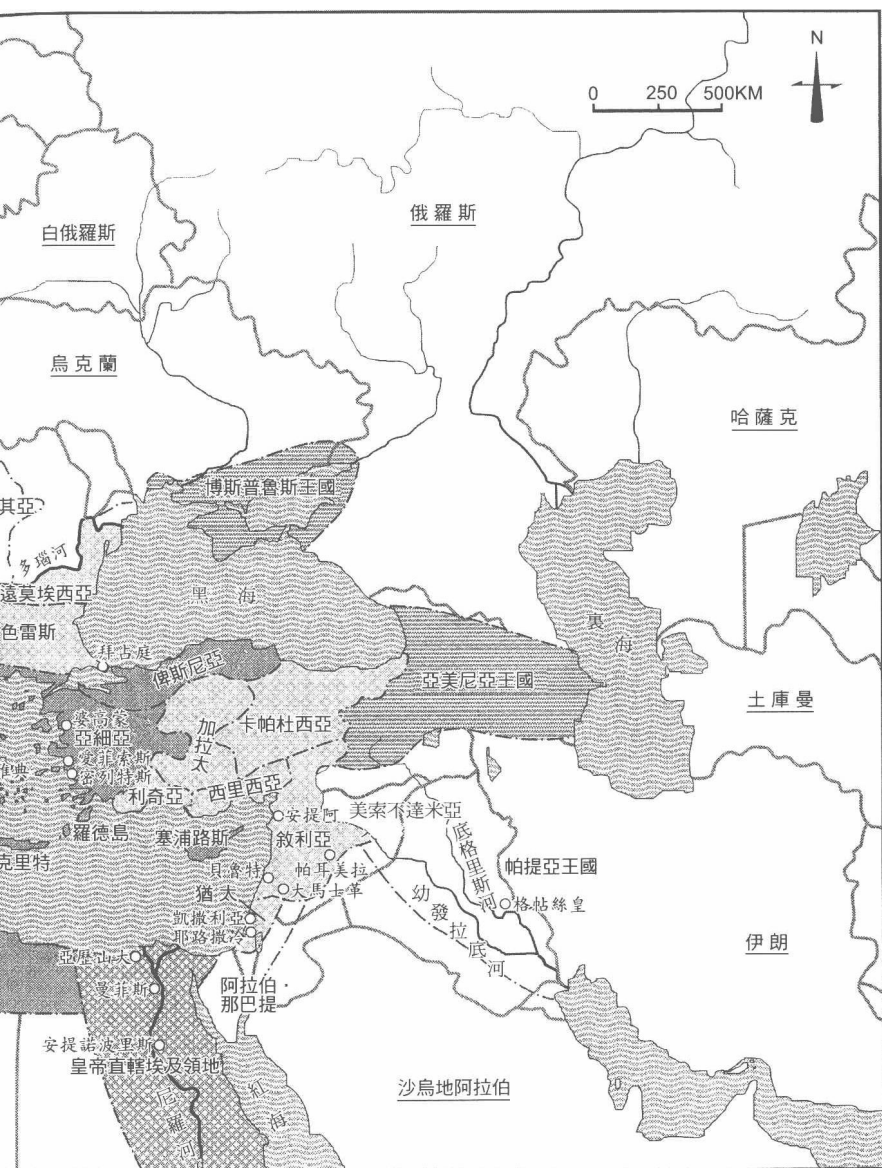 N
0 250 500KM
俄羅斯
白俄羅斯
烏克蘭
哈薩克
博斯普魯斯王國
其亞
多瑙河
遠莫埃西亞
黑海
裏海
色雷斯
拜占庭
俾斯尼亞
亞美尼亞王國
土庫曼
亞細亞
加拉太
卡帕杜西亞
雅典
愛菲索斯
密列特斯
利奇亞
西里西亞
羅德島
安提阿
美索不達米亞
塞浦路斯
敘利亞
克里特
底格里斯河
帕提亞王國
貝魯特
帕耳美拉
猶太
大馬士革
幼發拉底河
格帖絲皇
凱撒利亞
耶路撒冷
伊朗
亞歷山大
阿拉伯·
那巴提
曼菲斯
安提諾波里斯
皇帝直轄埃及領地
沙烏地阿拉伯
紅海
尼羅河